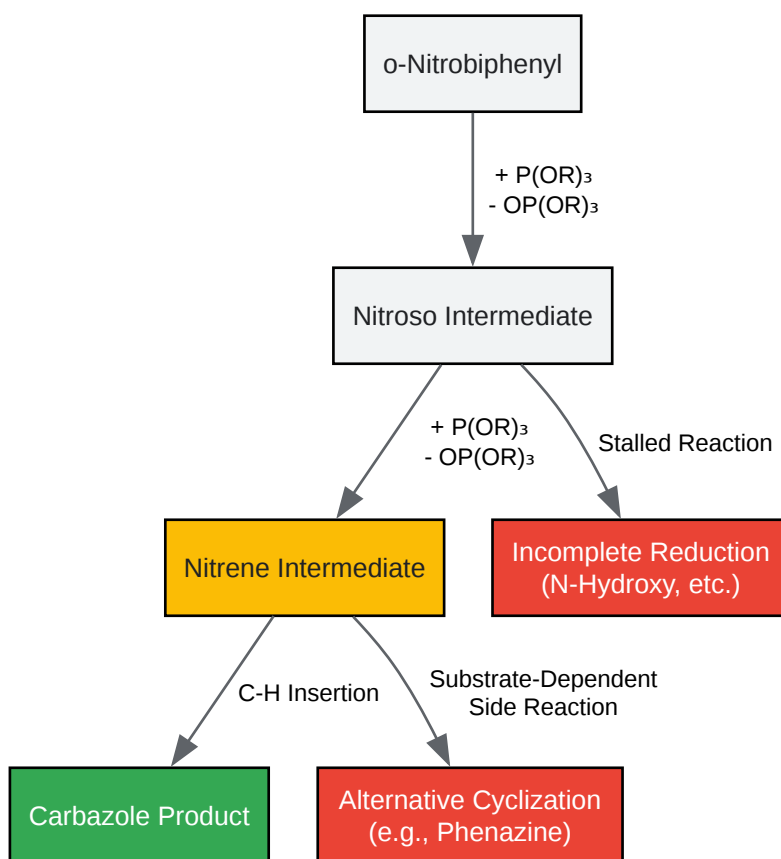 o-Nitrobiphenyl
+ P(OR)₃
- OP(OR)₃
Nitroso Intermediate
+ P(OR)₃
- OP(OR)₃
Stalled Reaction
Nitrene Intermediate
Incomplete Reduction
(N-Hydroxy, etc.)
C-H Insertion
Substrate-Dependent
Side Reaction
Carbazole Product
Alternative Cyclization
(e.g., Phenazine)